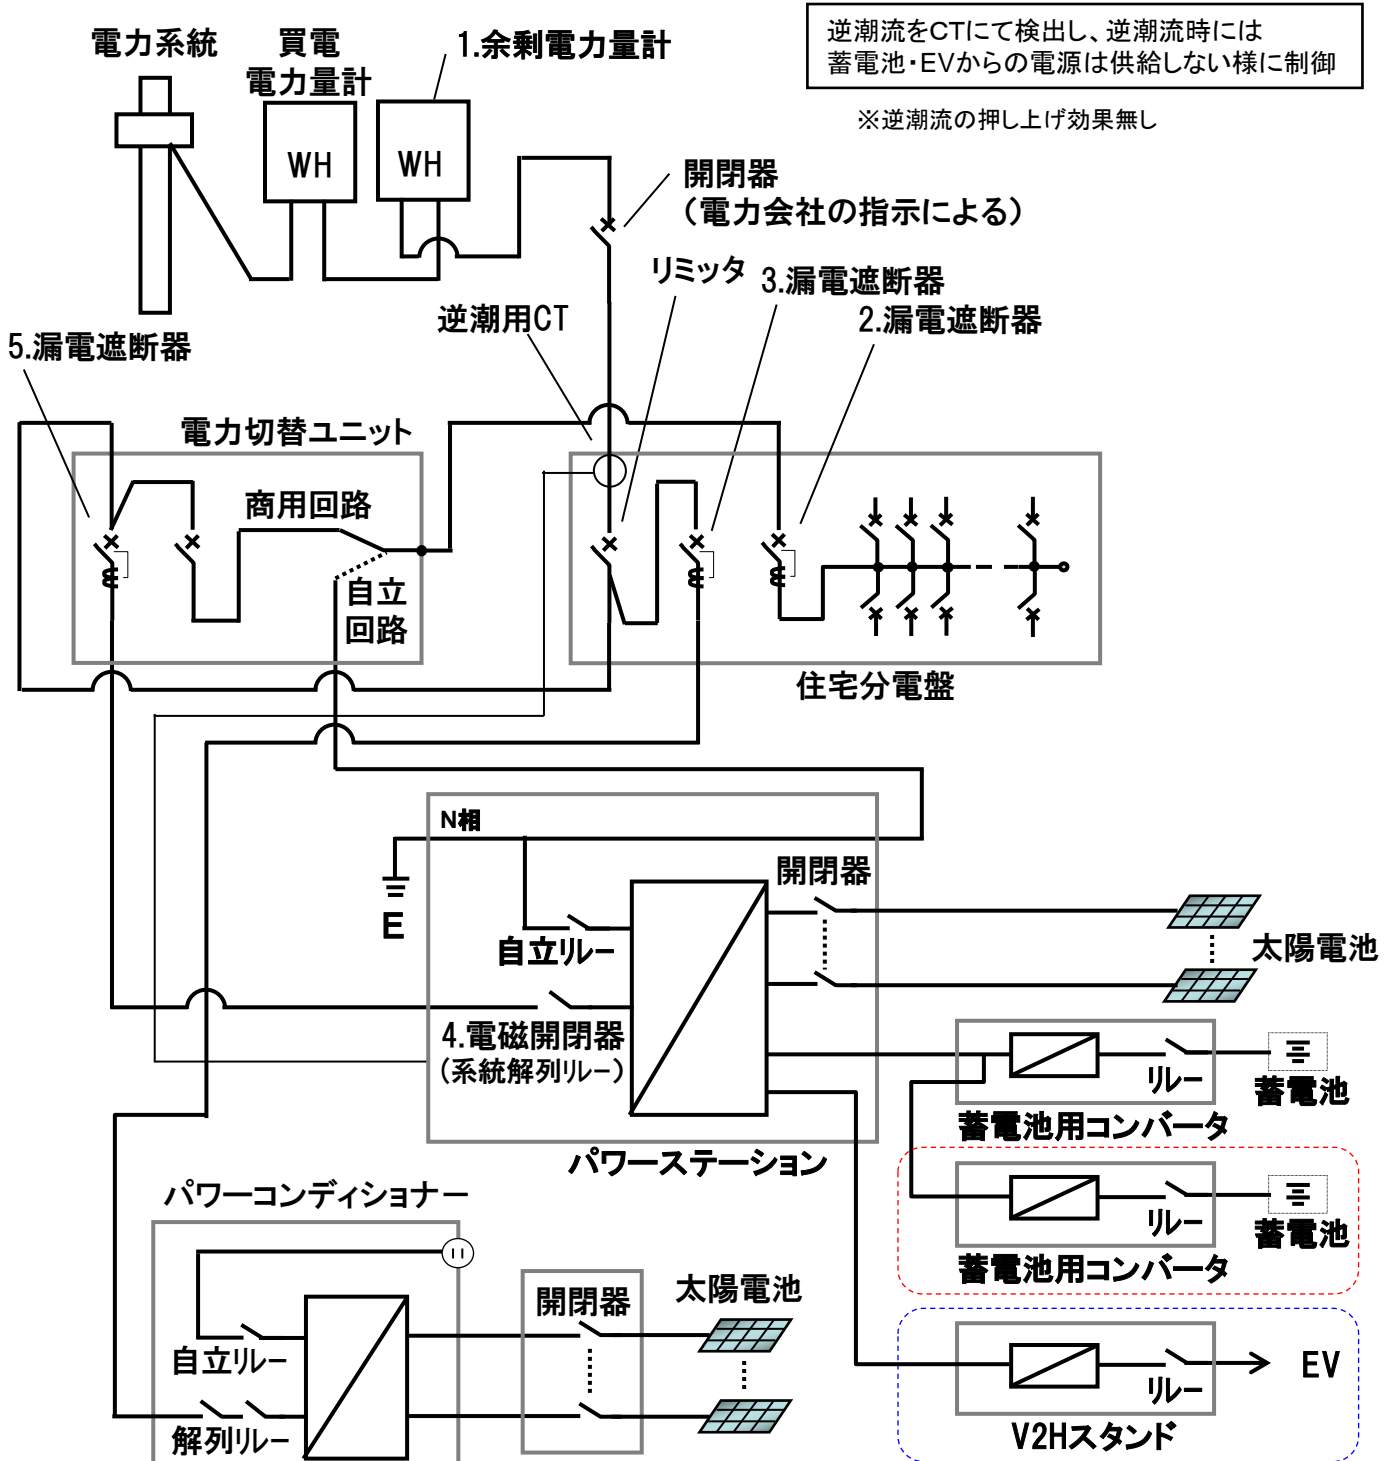 逆潮流をCTにて検出し、逆潮流時には
蓄電池・EVからの電源は供給しない様に制御
※逆潮流の押し上げ効果無し
電力系統
買電
電力量計
1.余剰電力量計
WH
WH
開閉器
（電力会社の指示による）
リミッタ
3.漏電遮断器
2.漏電遮断器
逆潮用CT
5.漏電遮断器
電力切替ユニット
商用回路
自立
回路
住宅分電盤
N相
E
開閉器
自立リレー
太陽電池
4.電磁開閉器
（系統解列リレー）
リレー
蓄電池
蓄電池用コンバータ
パワーステーション
リレー
蓄電池
蓄電池用コンバータ
パワーコンディショナー
開閉器
太陽電池
自立リレー
解列リレー
リレー
EV
V2Hスタンド